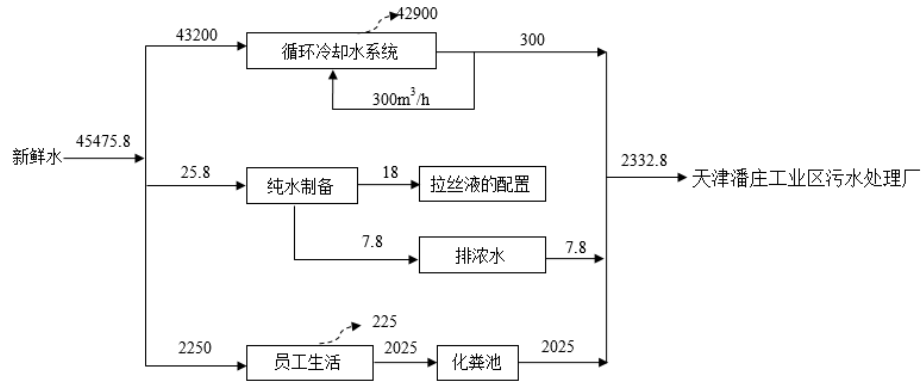 42900
43200
循环冷却水系统
300
300m³/h
新鲜水
45475.8
25.8
纯水制备
18
拉丝液的配置
2332.8
天津潘庄工业区污水处理厂
7.8
排浓水
7.8
225
2250
员工生活
2025
化粪池
2025